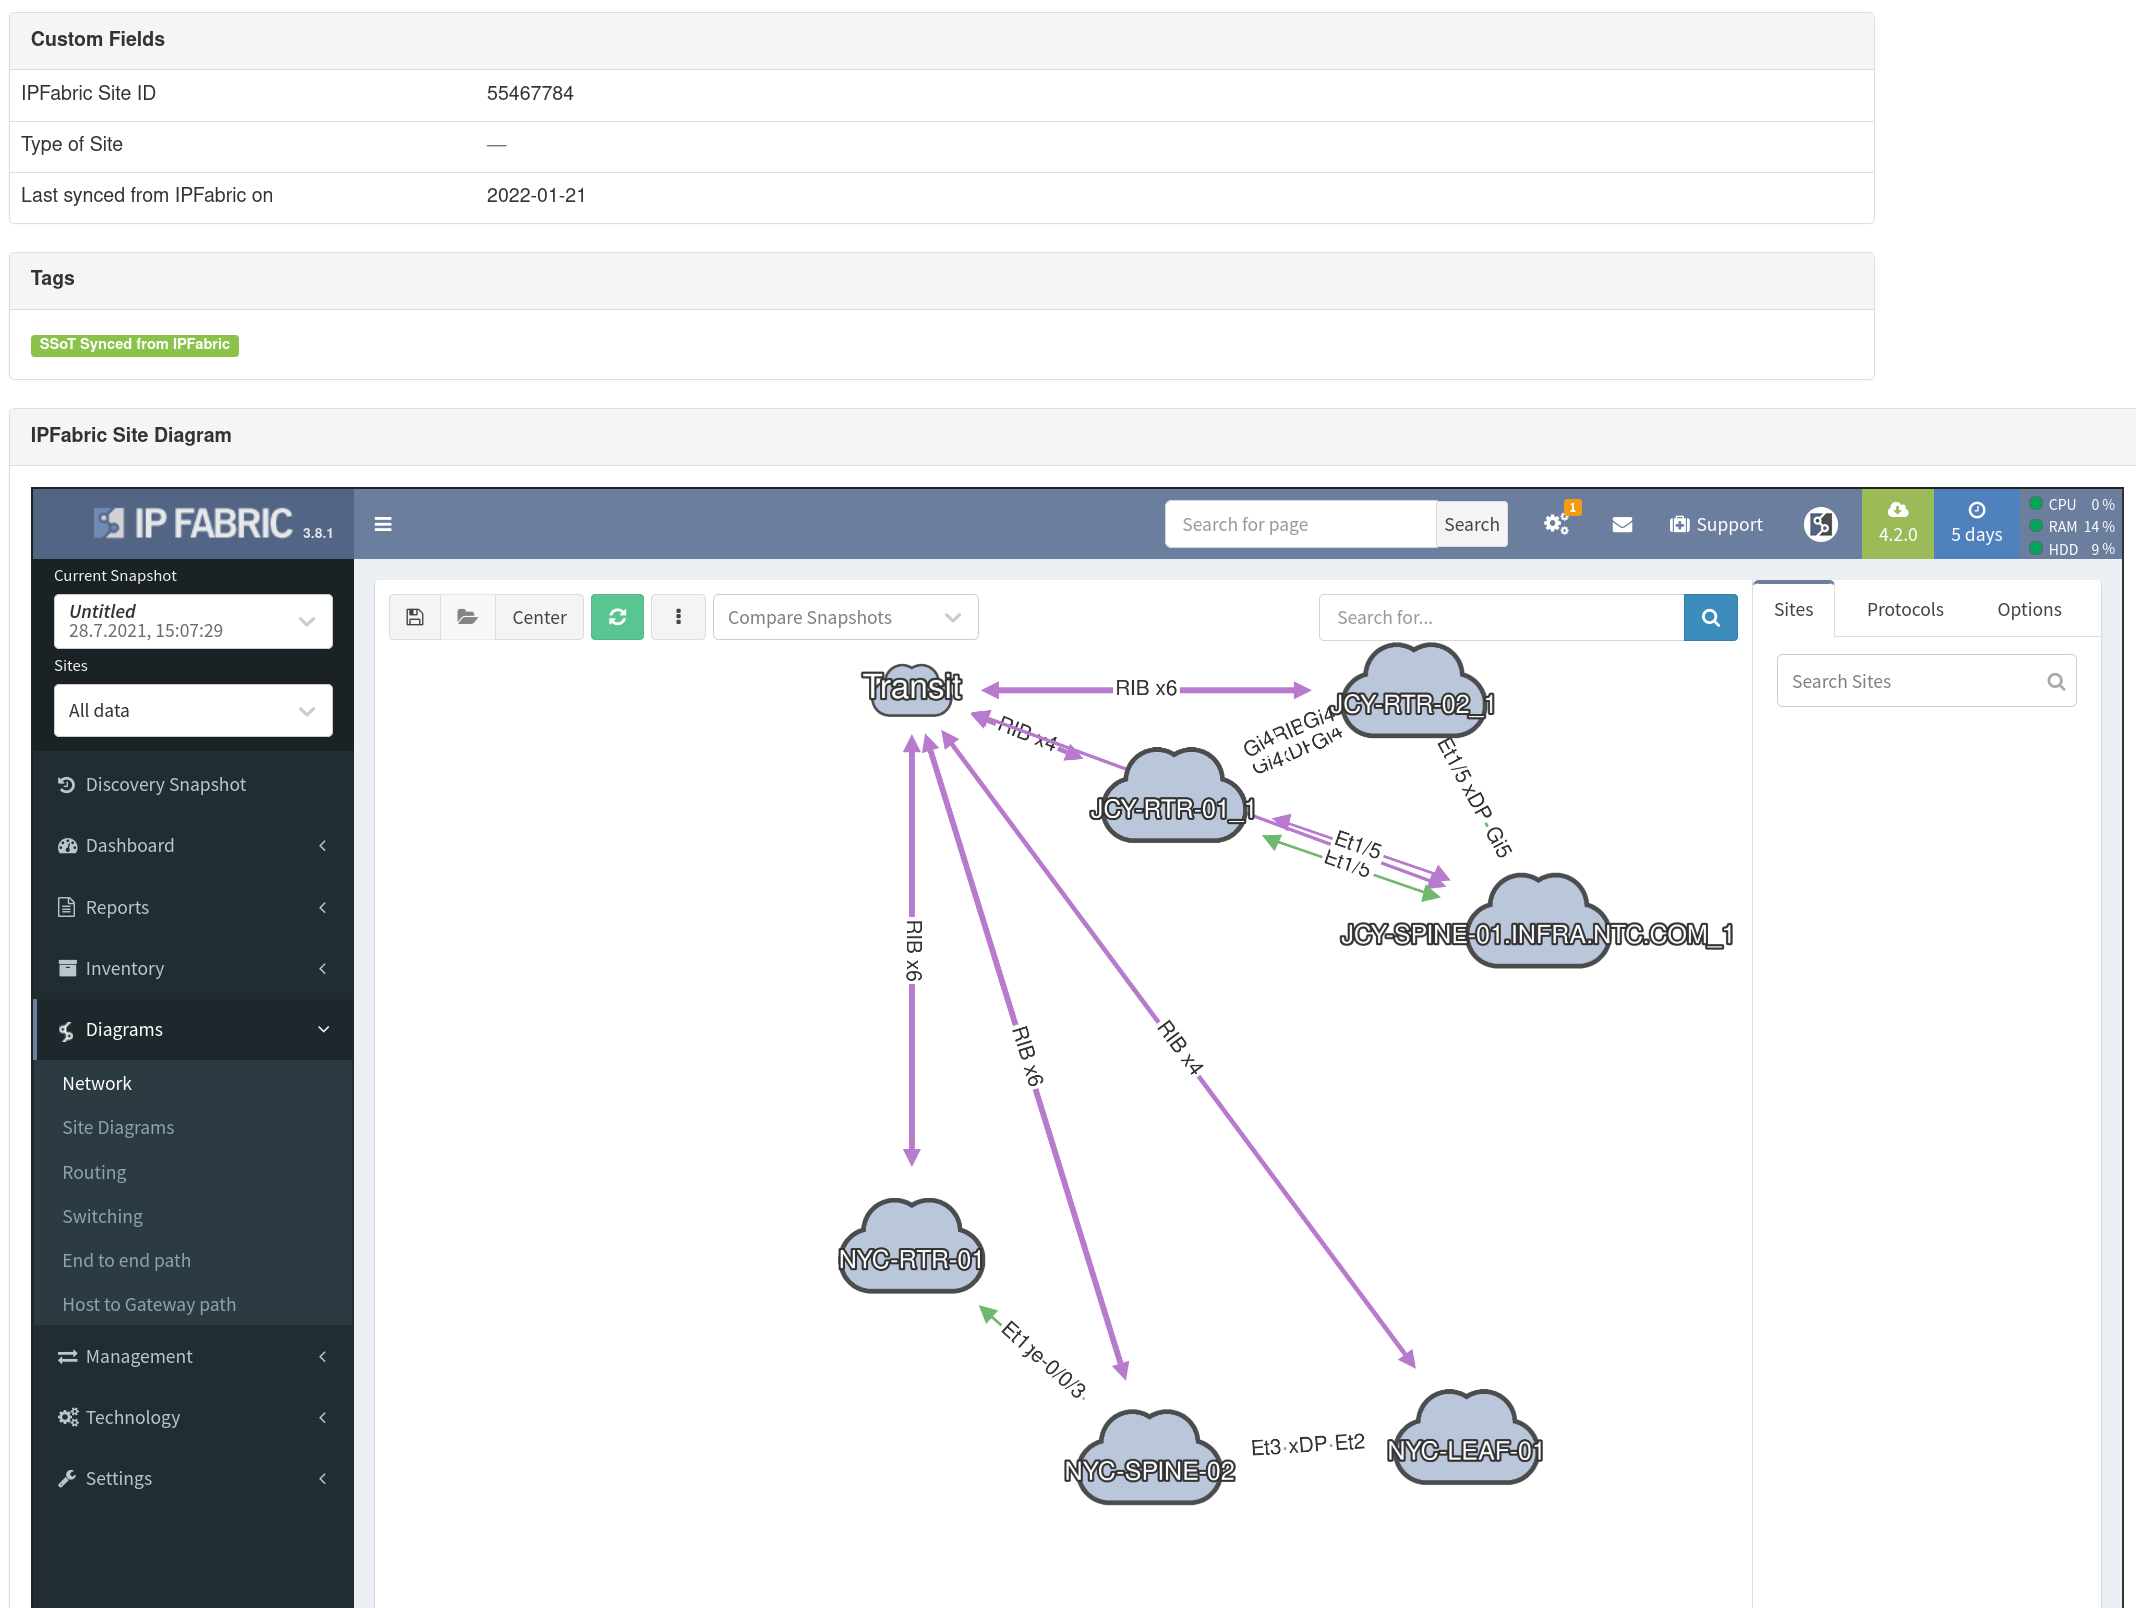 Custom Fields
IPFabric Site ID 55467784
Type of Site —
Last synced from IPFabric on 2022-01-21
Tags
SSoT Synced from IPFabric
IPFabric Site Diagram
IP FABRIC 3.8.1
Search for page Search
1
Support
4.2.0
5 days
CPU 0 %
RAM 14 %
HDD 9 %
Current Snapshot
Untitled
28.7.2021, 15:07:29
Sites
All data
Discovery Snapshot
Dashboard
Reports
Inventory
Diagrams
Network
Site Diagrams
Routing
Switching
End to end path
Host to Gateway path
Management
Technology
Settings
Center
Compare Snapshots
Search for...
Sites Protocols Options
Search Sites
Transit
RIB x6
JCY-RTR-02_1
RIB x4
Gi4 Gi4
Gi4 Gi4
JCY-RTR-01_1
Et1/5 xDP Gi5
Et1/5
Et1/5
JCY-SPINE-01.INFRA.NTC.COM_1
RIB x6
RIB x6
RIB x4
NYC-RTR-01
NYC-SPINE-02
Et3 xDP Et2
NYC-LEAF-01